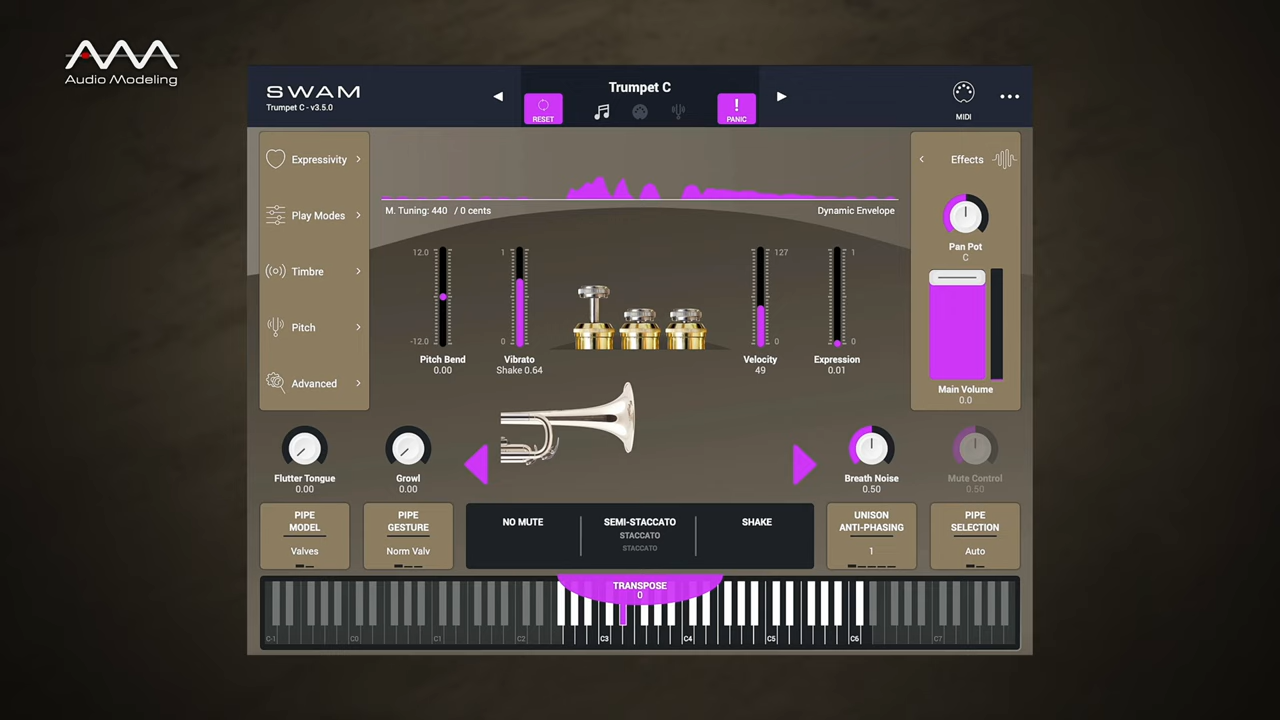 Audio Modeling
SWAM
Trumpet C - v3.5.0
Trumpet C
RESET
!
PANIC
MIDI
Expressivity
Play Modes
Timbre
Pitch
Advanced
M. Tuning: 440 / 0 cents
Dynamic Envelope
Effects
Pan Pot
C
Main Volume
0.0
12.0
-12.0
Pitch Bend
0.00
1
0
Vibrato
Shake 0.64
127
0
Velocity
49
1
0
Expression
0.01
Flutter Tongue
0.00
Growl
0.00
Breath Noise
0.50
Mute Control
0.50
PIPE
MODEL
Valves
PIPE
GESTURE
Norm Valv
NO MUTE
SEMI-STACCATO
STACCATO
STACCATO
SHAKE
UNISON
ANTI-PHASING
1
PIPE
SELECTION
Auto
TRANSPOSE
0
C-1 C0 C1 C2 C3 C4 C5 C6 C7